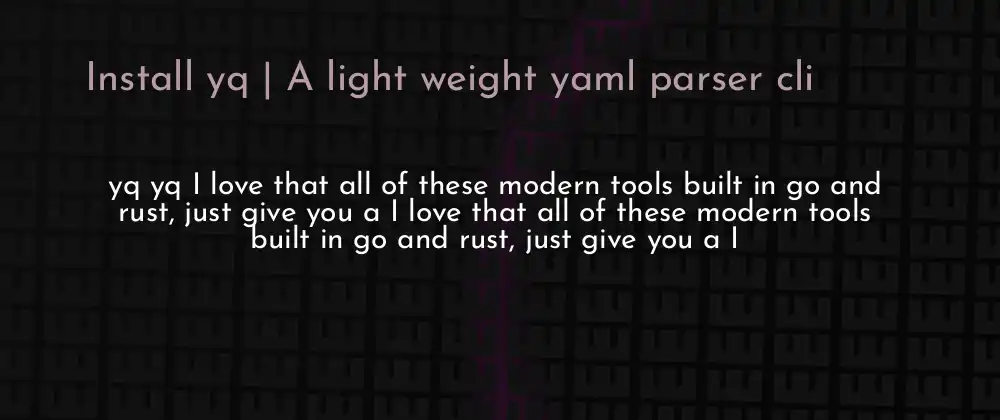 Install yq | A light weight yaml parser cli
yq yq I love that all of these modern tools built in go and
rust, just give you a I love that all of these modern tools
built in go and rust, just give you a I